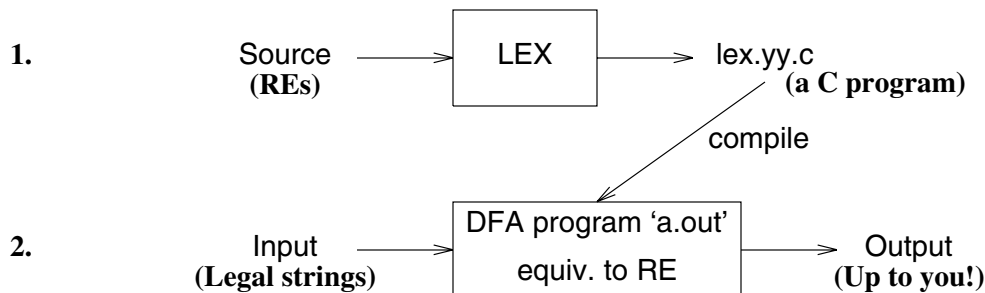 1.
Source
(REs)
LEX
lex.yy.c
(a C program)
compile
2.
Input
(Legal strings)
DFA program ‘a.out’
equiv. to RE
Output
(Up to you!)